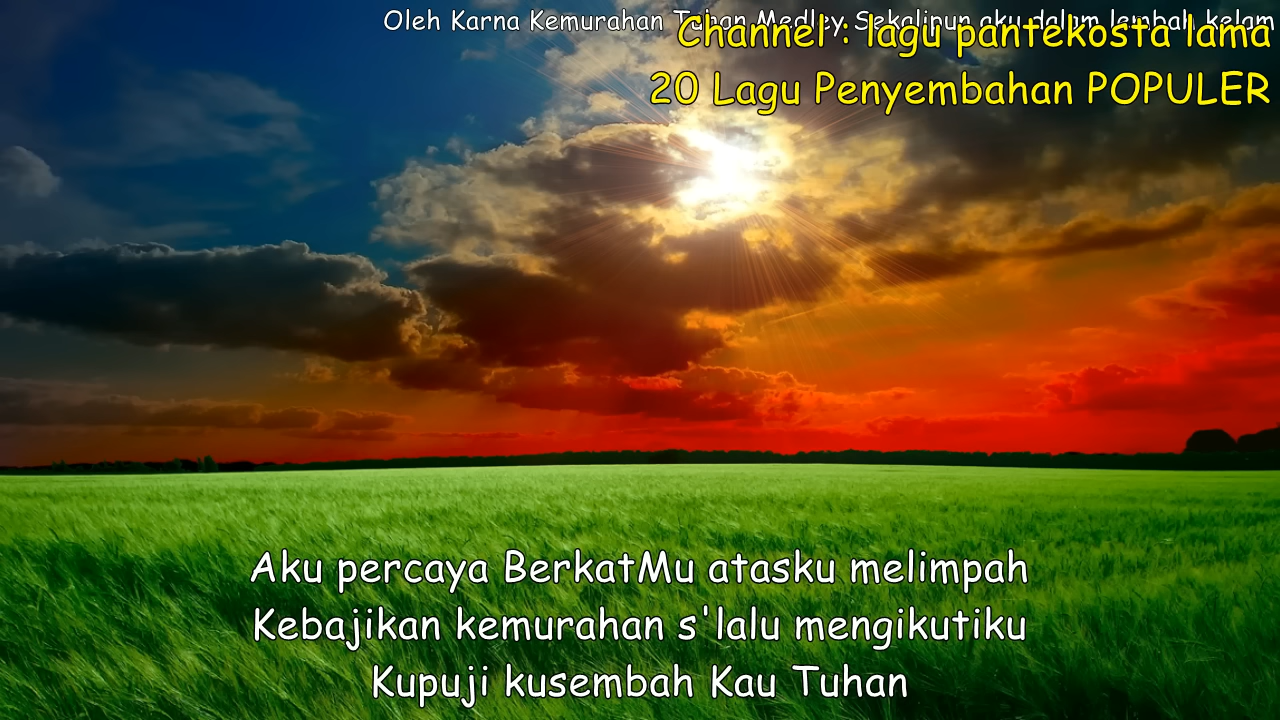 Oleh Karna Kemurahan Tuhan Medley Sekalipun aku dalam lembah kelam
Channel : lagu pantekosta lama
20 Lagu Penyembahan POPULER
Aku percaya BerkatMu atasku melimpah
Kebajikan kemurahan s'lalu mengikutiku
Kupuji kusembah Kau Tuhan